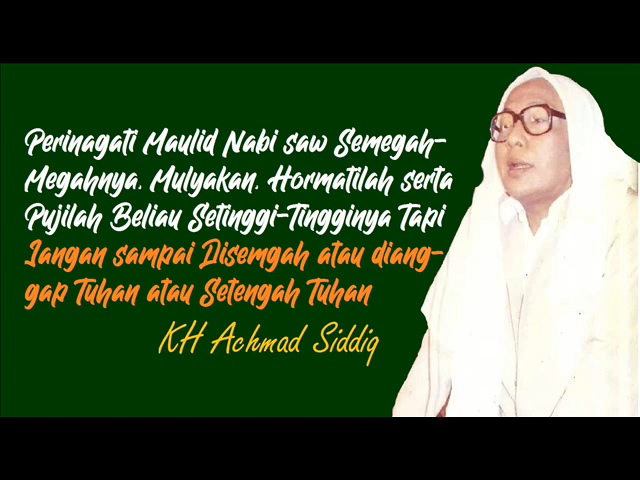 Perinagati Maulid Nabi saw Semegah-
Megahnya, Mulyakan, Hormatilah serta
Pujilah Beliau Setinggi-Tingginya Tapi
Jangan sampai Disemgah atau diang-
gap Tuhan atau Setengah Tuhan
KH Achmad Siddiq